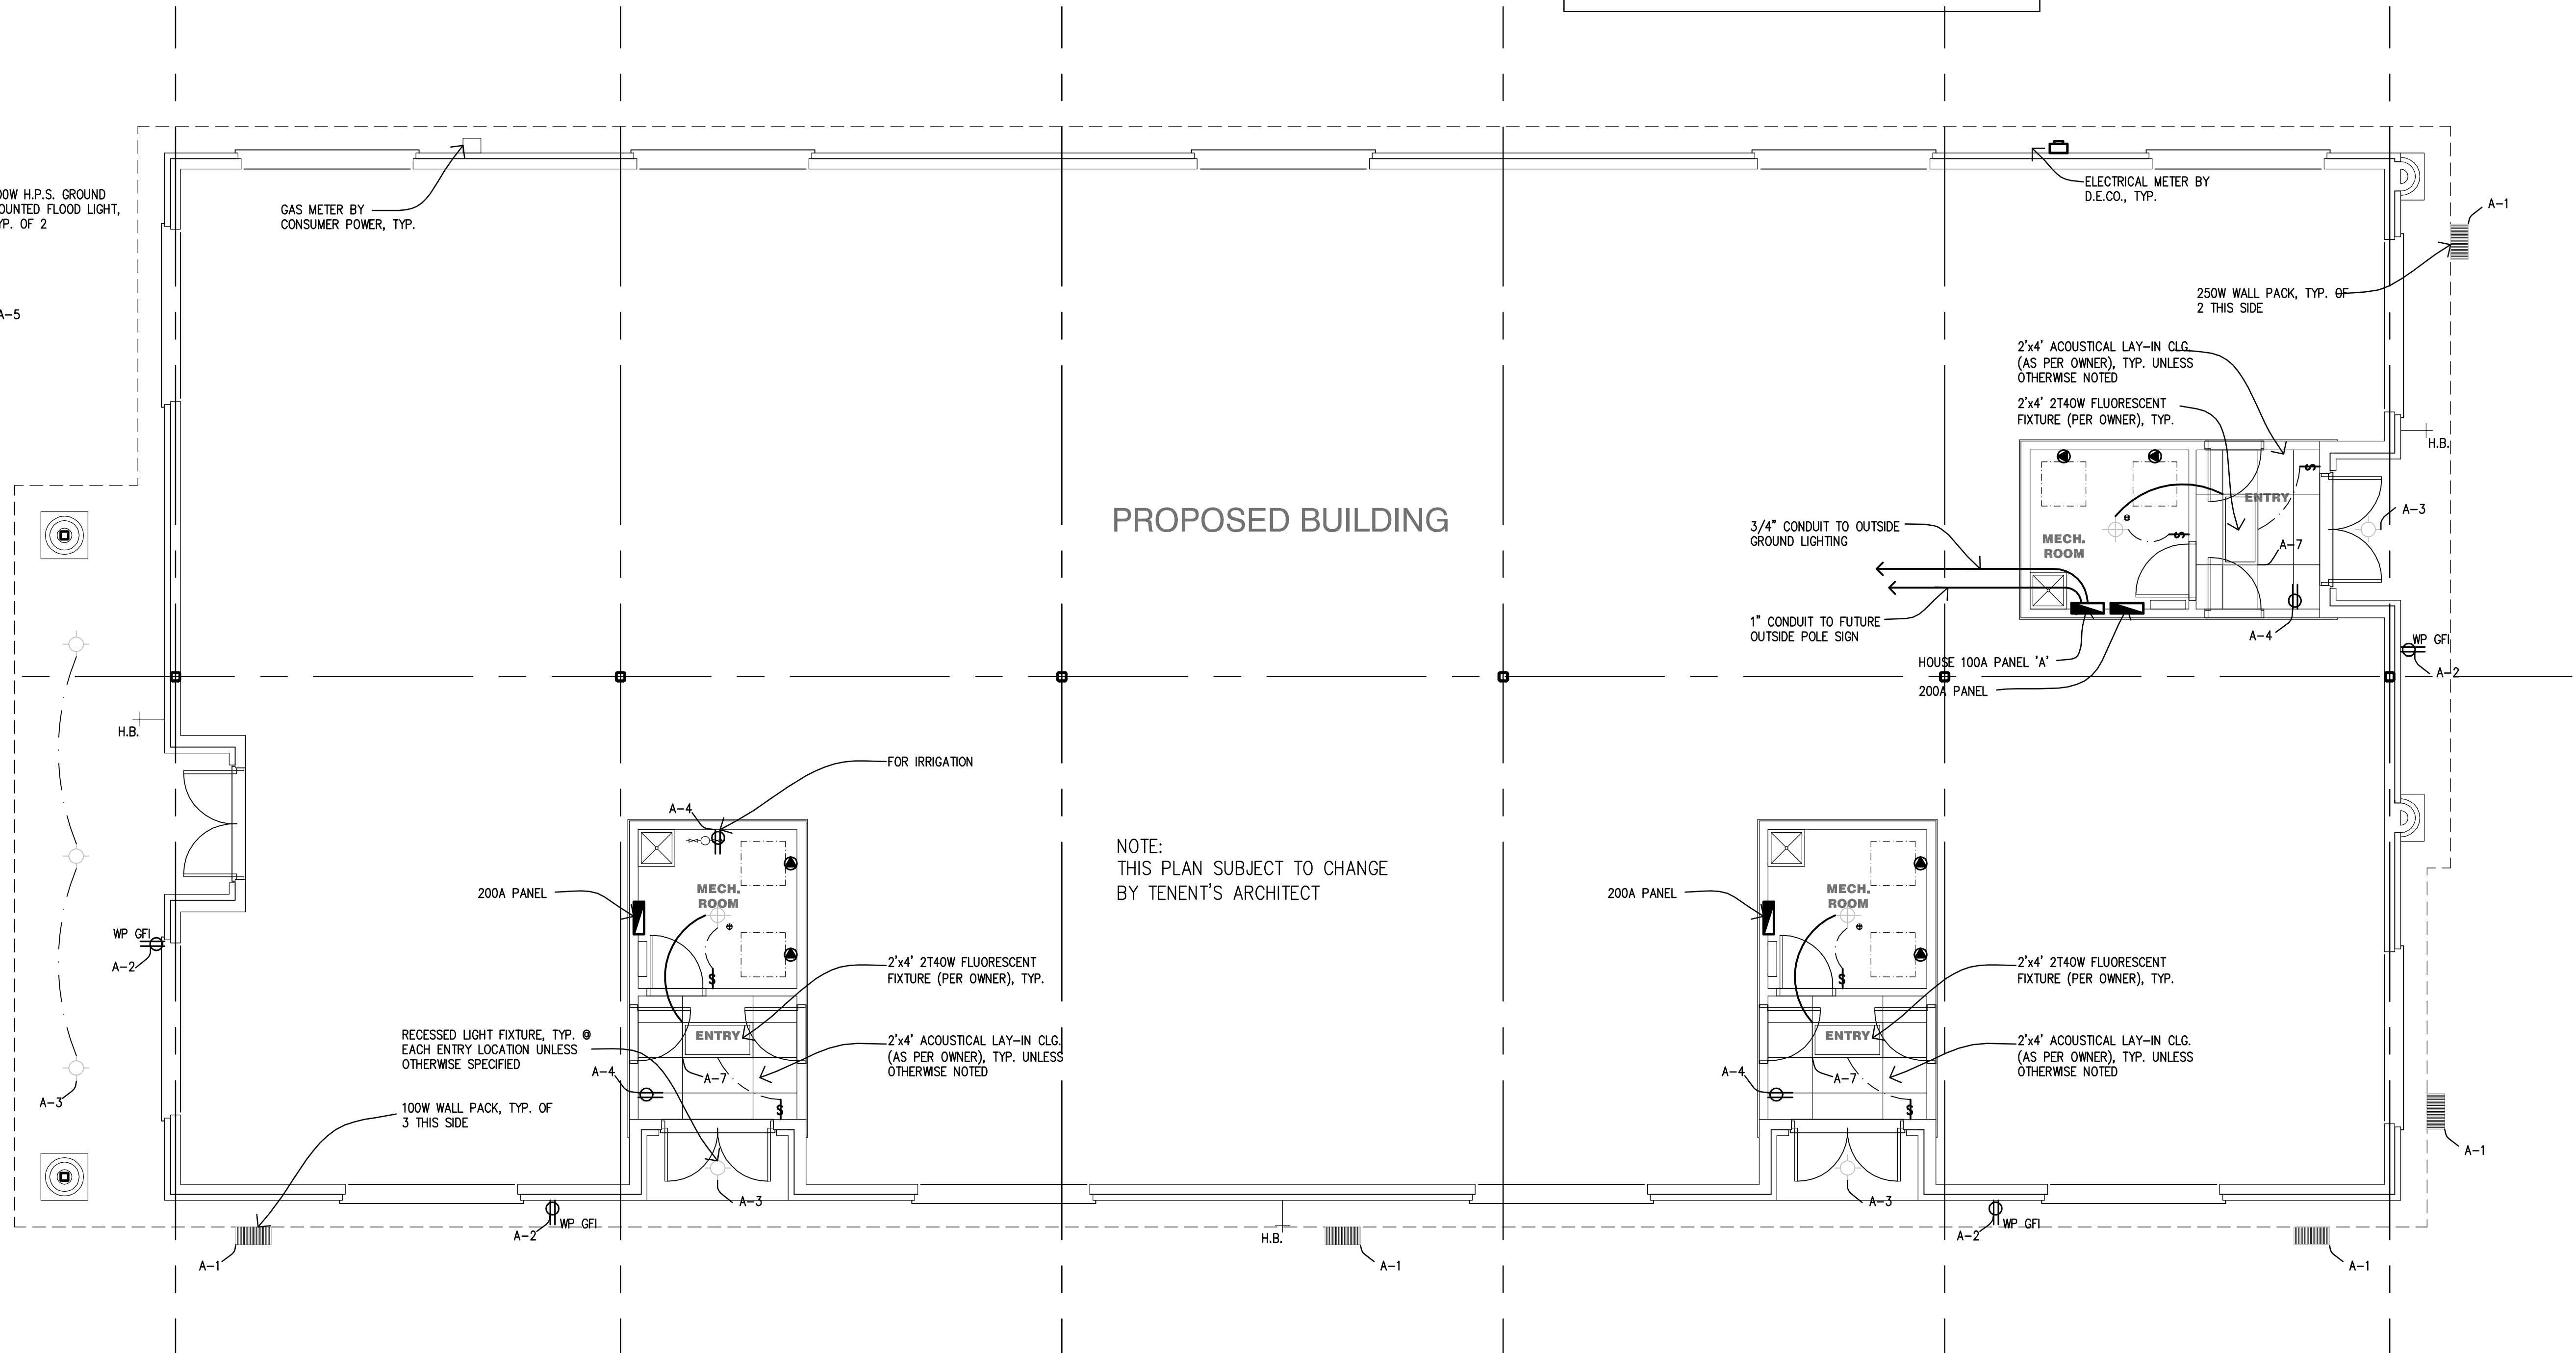 00W H.P.S. GROUND
OUNTED FLOOD LIGHT,
YP. OF 2
A-5
GAS METER BY
CONSUMER POWER, TYP.
ELECTRICAL METER BY
D.E.CO., TYP.
A-1
250W WALL PACK, TYP. OF
2 THIS SIDE
2'x4' ACOUSTICAL LAY-IN CLG.
(AS PER OWNER), TYP. UNLESS
OTHERWISE NOTED
2'x4' 2T40W FLUORESCENT
FIXTURE (PER OWNER), TYP.
H.B.
$
ENTRY
A-3
$
MECH.
ROOM
A-7
PROPOSED BUILDING
3/4" CONDUIT TO OUTSIDE
GROUND LIGHTING
1" CONDUIT TO FUTURE
OUTSIDE POLE SIGN
A-4
WP GFI
A-2
HOUSE 100A PANEL 'A'
200A PANEL
H.B.
FOR IRRIGATION
A-4
NOTE:
THIS PLAN SUBJECT TO CHANGE
BY TENENT'S ARCHITECT
200A PANEL
MECH.
ROOM
$
200A PANEL
MECH.
ROOM
$
WP GFI
A-2
2'x4' 2T40W FLUORESCENT
FIXTURE (PER OWNER), TYP.
2'x4' 2T40W FLUORESCENT
FIXTURE (PER OWNER), TYP.
RECESSED LIGHT FIXTURE, TYP. @
EACH ENTRY LOCATION UNLESS
OTHERWISE SPECIFIED
ENTRY
2'x4' ACOUSTICAL LAY-IN CLG.
(AS PER OWNER), TYP. UNLESS
OTHERWISE NOTED
ENTRY
2'x4' ACOUSTICAL LAY-IN CLG.
(AS PER OWNER), TYP. UNLESS
OTHERWISE NOTED
A-4
A-7
$
A-4
A-7
$
A-3
100W WALL PACK, TYP. OF
3 THIS SIDE
A-1
A-3
A-3
A-2
WP GFI
H.B.
A-2
WP GFI
A-1
A-1
A-1